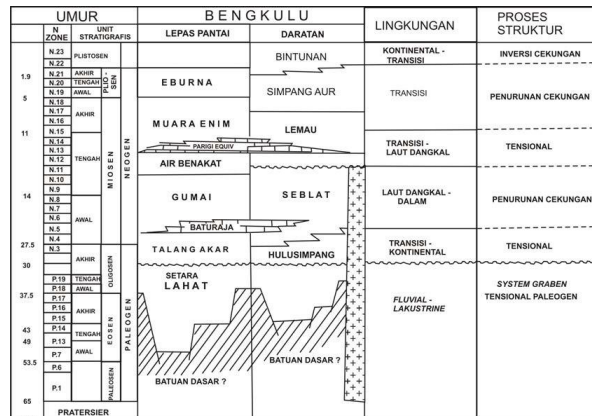 UMUR
BENGKULU
LINGKUNGAN
PROSES STRUKTUR
N ZONE
UNIT STRATIGRAFIS
LEPAS PANTAI
DARATAN
N.23
N.22
N.21
N.20
N.19
N.18
N.17
N.16
N.15
N.14
N.13
N.12
N.11
N.10
N.9
N.8
N.7
N.6
N.5
N.4
N.3
P.19
P.18
P.17
P.16
P.15
P.14
P.13
P.7
P.6
P.1
1.9
5
11
14
27.5
30
37.5
43
49
53.5
65
PLISTOSEN
AKHIR
TENGAH
AWAL
PLIO-
SEN
AKHIR
TENGAH
AWAL
MIOSEN
NEOGEN
AKHIR
TENGAH
AWAL
OLIGOSEN
AKHIR
TENGAH
AWAL
EOSEN
PALEOSEN
PALEOGEN
PRATERSIER
EBURNA
MUARA ENIM
PARIGI EQUIV
AIR BENAKAT
GUMAI
BATURAJA
TALANG AKAR
SETARA
LAHAT
BATUAN DASAR ?
BINTUNAN
SIMPANG AUR
LEMAU
SEBLAT
HULUSIMPANG
BATUAN DASAR ?
KONTINENTAL -
TRANSISI
TRANSISI
TRANSISI -
LAUT DANGKAL
LAUT DANGKAL -
DALAM
TRANSISI -
KONTINENTAL
FLUVIAL -
LAKUSTRINE
INVERSI CEKUNGAN
PENURUNAN CEKUNGAN
TENSIONAL
PENURUNAN CEKUNGAN
TENSIONAL
SYSTEM GRABEN
TENSIONAL PALEOGEN